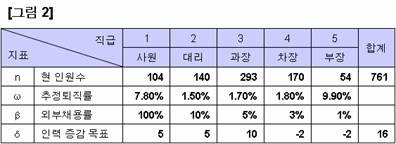 [그림 2]
직급 1 2 3 4 5 합계
지표 사원 대리 과장 차장 부장
n 현 인원수 104 140 293 170 54 761
ω 추정퇴직률 7.80% 1.50% 1.70% 1.80% 9.90%
β 외부채용률 100% 10% 5% 3% 1%
δ 인력 증감 목표 5 5 10 -2 -2 16